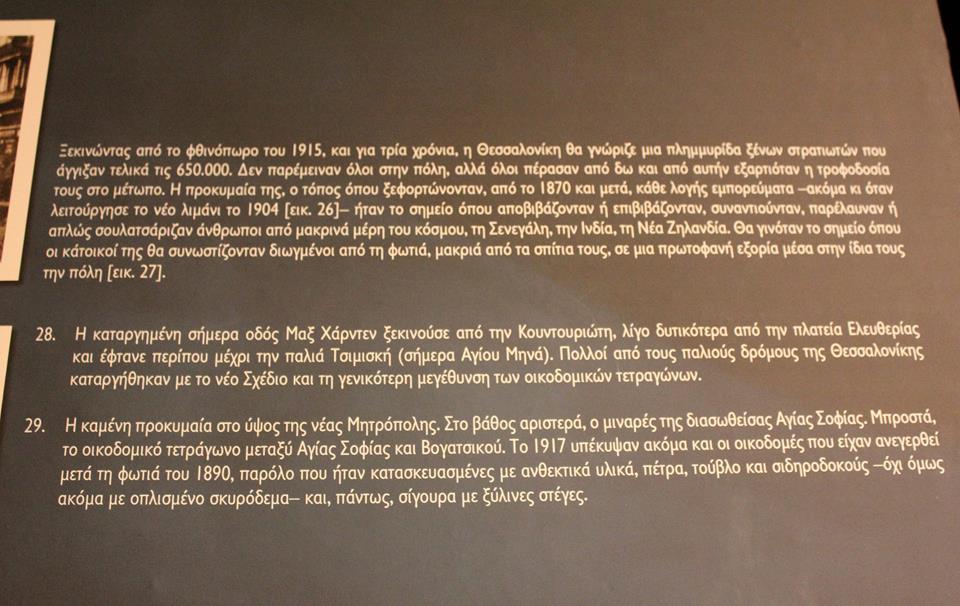 Ξεκινώντας από το φθινόπωρο του 1915, και για τρία χρόνια, η Θεσσαλονίκη θα γνώριζε μια πλημμυρίδα ξένων στρατιωτών που
άγγιξαν τελικά τις 650.000. Δεν παρέμειναν όλοι στην πόλη, αλλά όλοι πέρασαν από δω και από αυτήν εξαρτιόταν η τροφοδοσία
τους στο μέτωπο. Η προκυμαία της, ο τόπος όπου ξεφορτώνονταν, από το 1870 και μετά, κάθε λογής εμπορεύματα –ακόμα κι όταν
λειτούργησε το νέο λιμάνι το 1904 [εικ. 26]– ήταν το σημείο όπου αποβιβάζονταν ή επιβιβάζονταν, συναντιούνταν, παρέλαυναν ή
απλώς σουλατσάριζαν άνθρωποι από μακρινά μέρη του κόσμου, τη Σενεγάλη, την Ινδία, τη Νέα Ζηλανδία. Θα γινόταν το σημείο όπου
οι κάτοικοί της θα συνωστίζονταν διωγμένοι από τη φωτιά, μακριά από τα σπίτια τους, σε μια πρωτοφανή εξορία μέσα στην ίδια τους
την πόλη [εικ. 27].
28. Η καταργημένη σήμερα οδός Μαξ Χάρντεν ξεκινούσε από την Κουντουριώτη, λίγο δυτικότερα από την πλατεία Ελευθερίας
και έφτανε περίπου μέχρι την παλιά Τσιμισκή (σήμερα Αγίου Μηνά). Πολλοί από τους παλιούς δρόμους της Θεσσαλονίκης
καταργήθηκαν με το νέο Σχέδιο και τη γενικότερη μεγέθυνση των οικοδομικών τετραγώνων.
29. Η καμένη προκυμαία στο ύψος της νέας Μητρόπολης. Στο βάθος αριστερά, ο μιναρές της διασωθείσας Αγίας Σοφίας. Μπροστά,
το οικοδομικό τετράγωνο μεταξύ Αγίας Σοφίας και Βογατσικού. Το 1917 υπέκυψαν ακόμα και οι οικοδομές που είχαν ανεγερθεί
μετά τη φωτιά του 1890, παρόλο που ήταν κατασκευασμένες με ανθεκτικά υλικά, πέτρα, τούβλο και σιδηροδοκούς –όχι όμως
ακόμα με οπλισμένο σκυρόδεμα– και, πάντως, σίγουρα με ξύλινες στέγες.